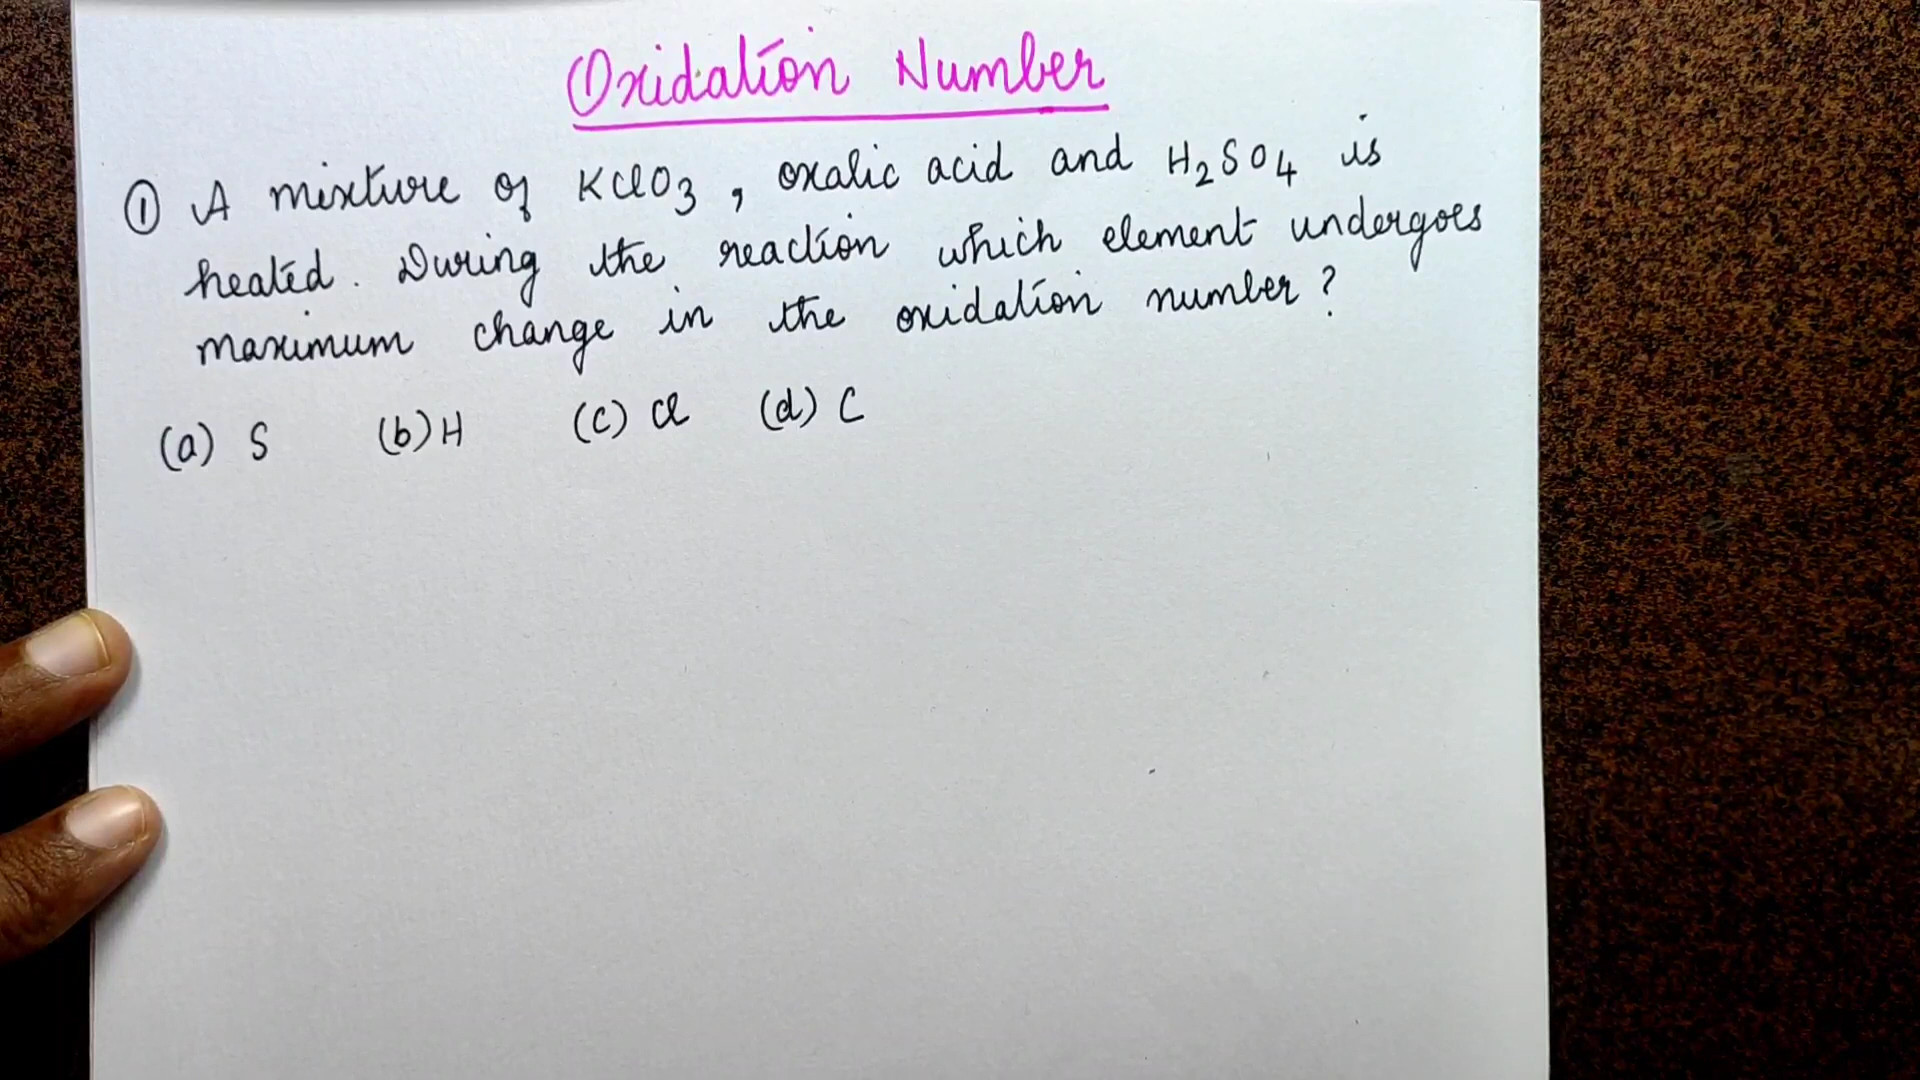 Oxidation Number
① A mixture of KClO3, oxalic acid and H2SO4 is
heated. During the reaction which element undergoes
maximum change in the oxidation number?
(a) S (b) H (c) Cl (d) C